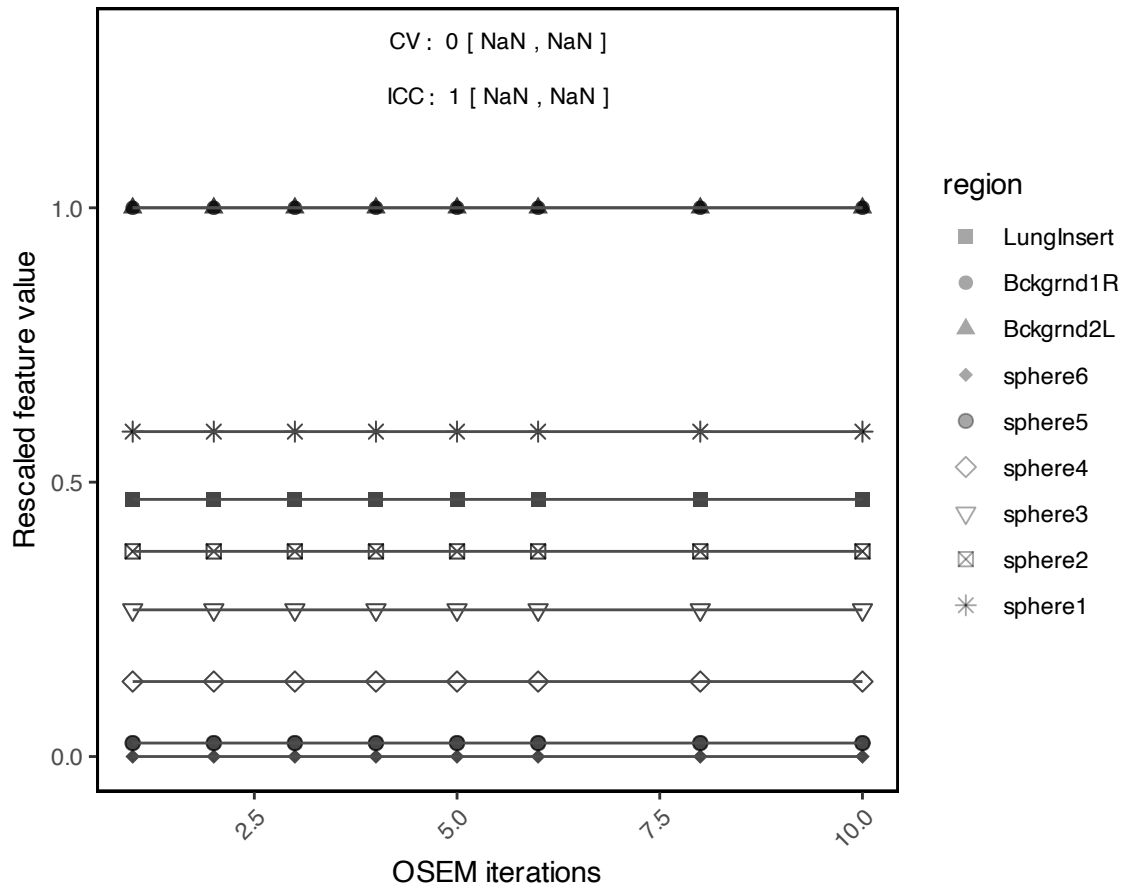 CV: 0 [ NaN , NaN ]
ICC: 1 [ NaN , NaN ]
Rescaled feature value
1.0
0.5
0.0
2.5
5.0
7.5
10.0
OSEM iterations
region
LungInsert
Bckgrnd1R
Bckgrnd2L
sphere6
sphere5
sphere4
sphere3
sphere2
sphere1